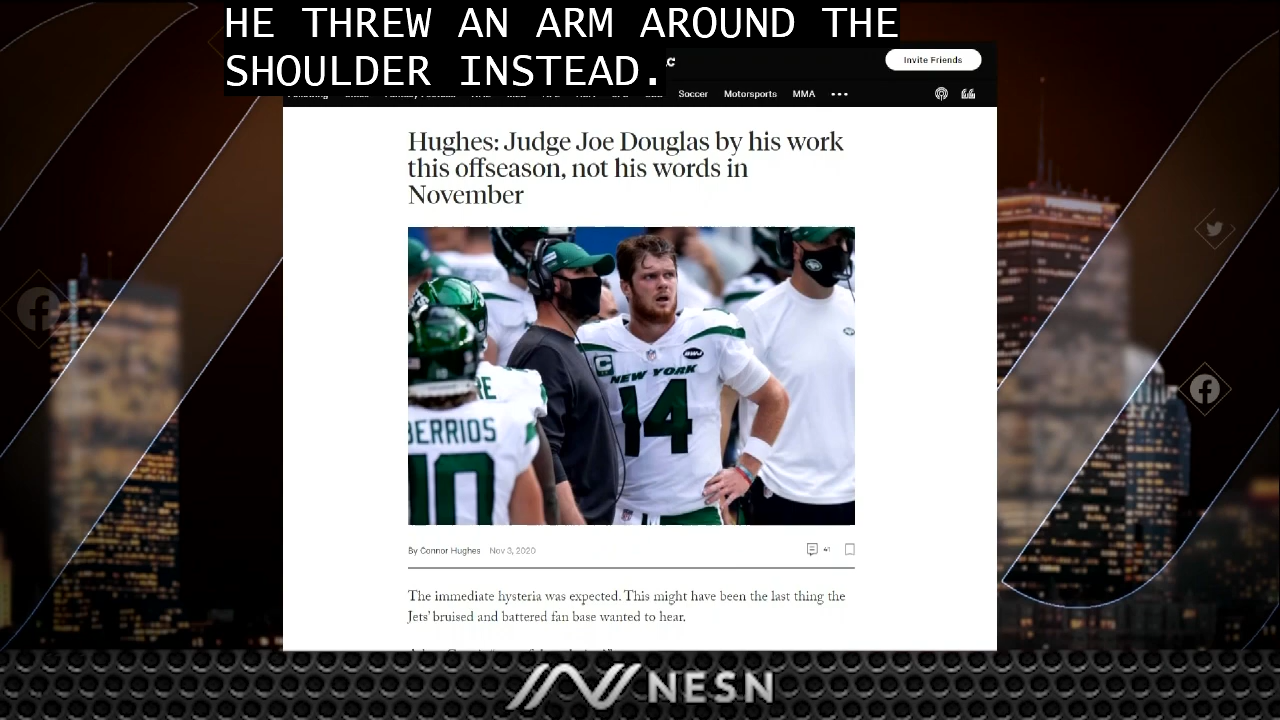 HE THREW AN ARM AROUND THE
SHOULDER INSTEAD.
Invite Friends
Soccer Motorsports MMA
Hughes: Judge Joe Douglas by his work
this offseason, not his words in
November
C
NEW YORK
14
BERRIOS
10
RE
By Connor Hughes Nov 3, 2020
41
The immediate hysteria was expected. This might have been the last thing the
Jets' bruised and battered fan base wanted to hear.
NESN